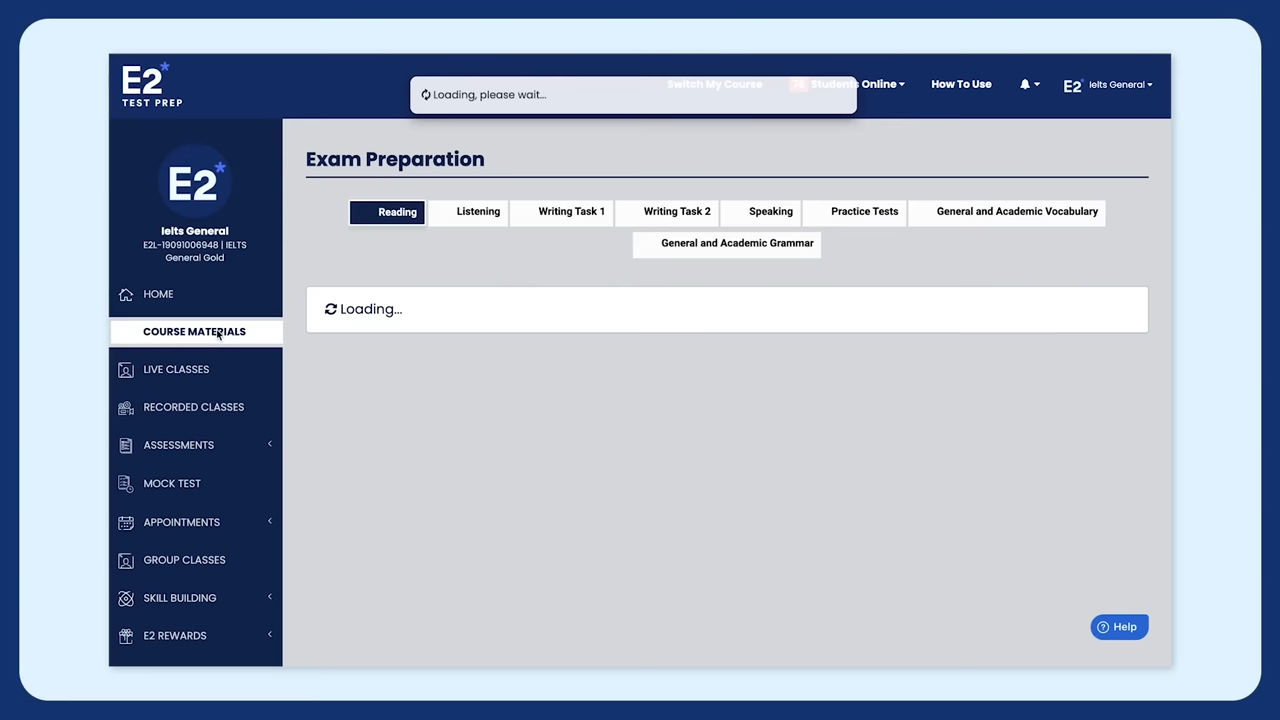 E2*
TEST PREP
Loading, please wait...
Switch My Course
Students Online
How To Use
E2* Ielts General
E2*
Ielts General
E2L-19091006948 | IELTS
General Gold
HOME
COURSE MATERIALS
LIVE CLASSES
RECORDED CLASSES
ASSESSMENTS
MOCK TEST
APPOINTMENTS
GROUP CLASSES
SKILL BUILDING
E2 REWARDS
Exam Preparation
Reading
Listening
Writing Task 1
Writing Task 2
Speaking
Practice Tests
General and Academic Vocabulary
General and Academic Grammar
Loading...
Help